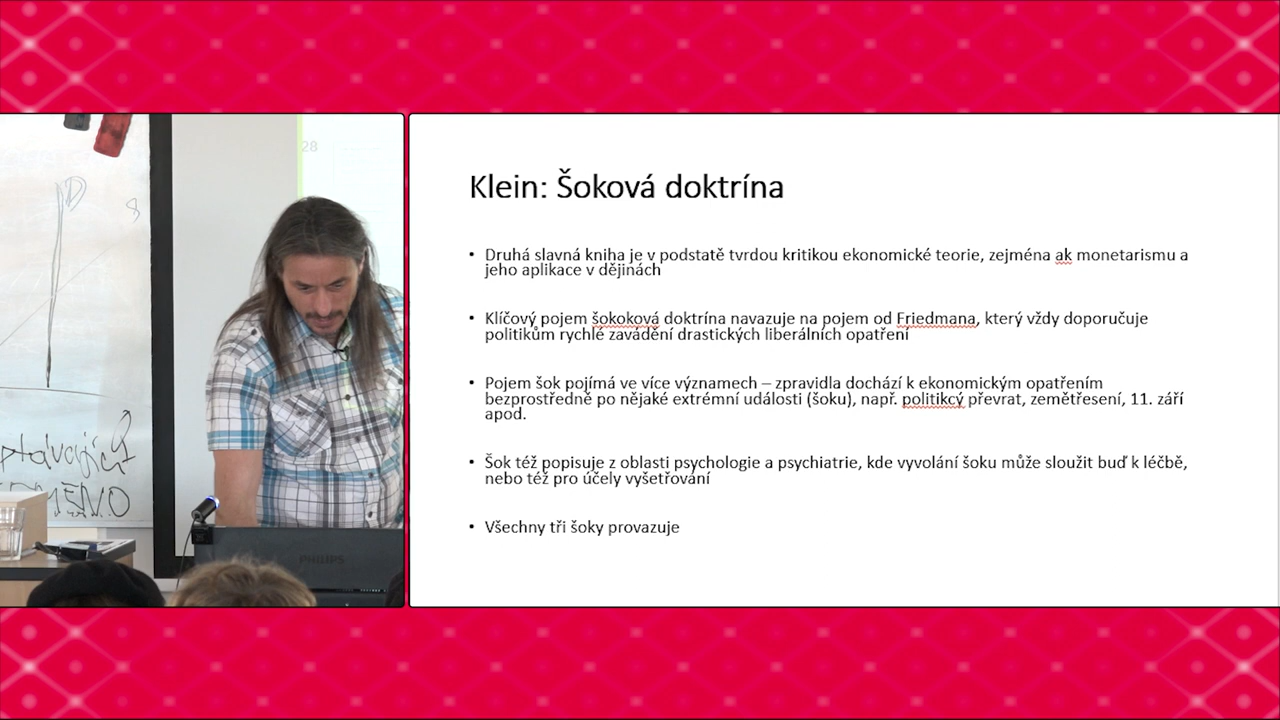 28
D
8
PHILIPS
Klein: Šoková doktrína
• Druhá slavná kniha je v podstatě tvrdou kritikou ekonomické teorie, zejména ak monetarismu a
jeho aplikace v dějinách
• Klíčový pojem šokoková doktrína navazuje na pojem od Friedmana, který vždy doporučuje
politikům rychlé zavádění drastických liberálních opatření
• Pojem šok pojímá ve více významech – zpravidla dochází k ekonomickým opatřením
bezprostředně po nějaké extrémní události (šoku), např. politikcý převrat, zemětřesení, 11. září
apod.
• Šok též popisuje z oblasti psychologie a psychiatrie, kde vyvolání šoku může sloužit buď k léčbě,
nebo též pro účely vyšetřování
• Všechny tři šoky provazuje